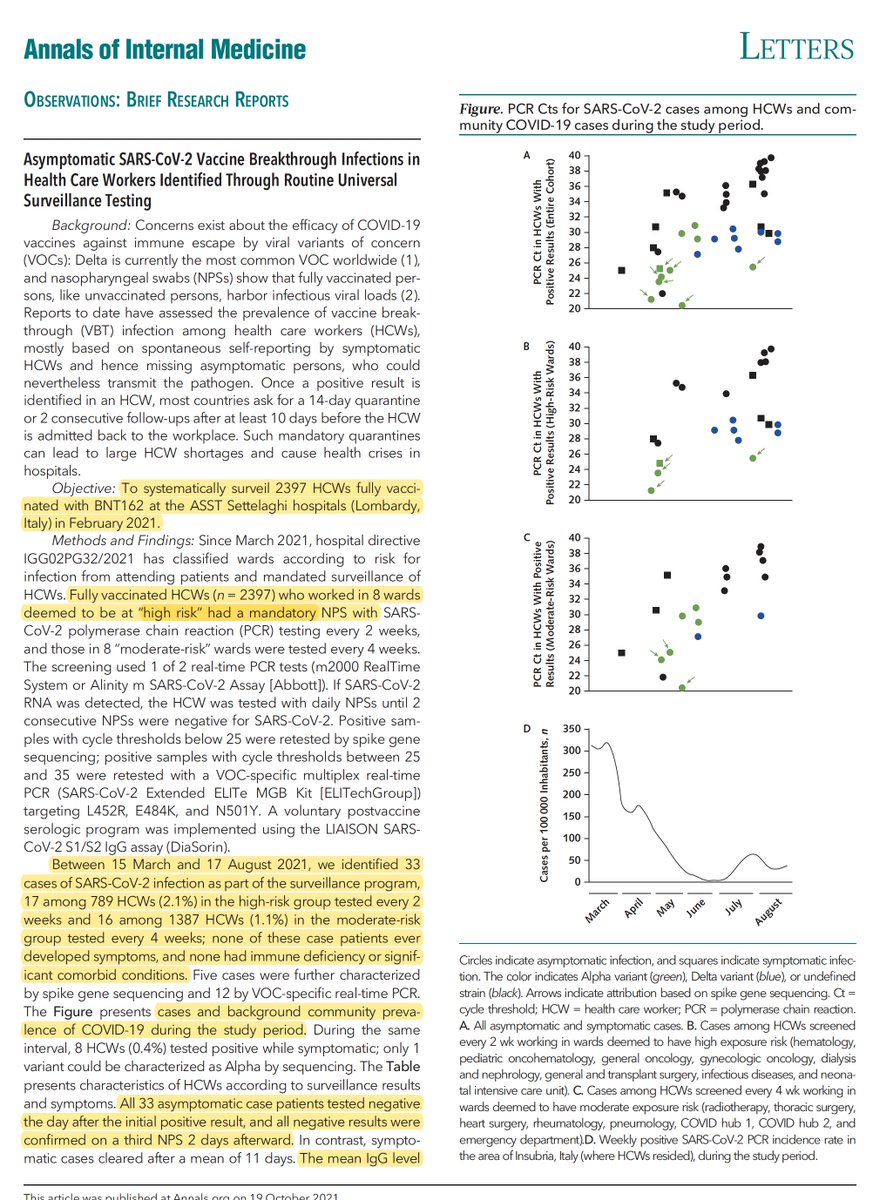 Annals of Internal Medicine
LETTERS
OBSERVATIONS: BRIEF RESEARCH REPORTS
Asymptomatic SARS-CoV-2 Vaccine Breakthrough Infections in
Health Care Workers Identified Through Routine Universal
Surveillance Testing
Background: Concerns exist about the efficacy of COVID-19
vaccines against immune escape by viral variants of concern
(VOCs): Delta is currently the most common VOC worldwide (1),
and nasopharyngeal swabs (NPSs) show that fully vaccinated per-
sons, like unvaccinated persons, harbor infectious viral loads (2).
Reports to date have assessed the prevalence of vaccine break-
through (VBT) infection among health care workers (HCWs),
mostly based on spontaneous self-reporting by symptomatic
HCWs and hence missing asymptomatic persons, who could
nevertheless transmit the pathogen. Once a positive result is
identified in an HCW, most countries ask for a 14-day quarantine
or 2 consecutive follow-ups after at least 10 days before the HCW
is admitted back to the workplace. Such mandatory quarantines
can lead to large HCW shortages and cause health crises in
hospitals.
Objective: To systematically surveil 2397 HCWs fully vacci-
nated with BNT162 at the ASST Settelaghi hospitals (Lombardy,
Italy) in February 2021.
Methods and Findings: Since March 2021, hospital directive
IGG02PG32/2021 has classified wards according to risk for
infection from attending patients and mandated surveillance of
HCWs. Fully vaccinated HCWs (n = 2397) who worked in 8 wards
deemed to be at "high risk" had a mandatory NPS with SARS-
CoV-2 polymerase chain reaction (PCR) testing every 2 weeks,
and those in 8 "moderate-risk" wards were tested every 4 weeks.
The screening used 1 of 2 real-time PCR tests (m2000 RealTime
System or Alinity m SARS-CoV-2 Assay [Abbott]). If SARS-CoV-2
RNA was detected, the HCW was tested with daily NPSs until 2
consecutive NPSs were negative for SARS-CoV-2. Positive sam-
ples with cycle thresholds below 25 were retested by spike gene
sequencing; positive samples with cycle thresholds between 25
and 35 were retested with a VOC-specific multiplex real-time
PCR (SARS-CoV-2 Extended ELITe MGB Kit [ELITechGroup])
targeting L452R, E484K, and N501Y. A voluntary postvaccine
serologic program was implemented using the LIAISON SARS-
CoV-2 S1/S2 IgG assay (DiaSorin).
Between 15 March and 17 August 2021, we identified 33
cases of SARS-CoV-2 infection as part of the surveillance program,
17 among 789 HCWs (2.1%) in the high-risk group tested every 2
weeks and 16 among 1387 HCWs (1.1%) in the moderate-risk
group tested every 4 weeks; none of these case patients ever
developed symptoms, and none had immune deficiency or signif-
icant comorbid conditions. Five cases were further characterized
by spike gene sequencing and 12 by VOC-specific real-time PCR.
The Figure presents cases and background community preva-
lence of COVID-19 during the study period. During the same
interval, 8 HCWs (0.4%) tested positive while symptomatic; only 1
variant could be characterized as Alpha by sequencing. The Table
presents characteristics of HCWs according to surveillance results
and symptoms. All 33 asymptomatic case patients tested negative
the day after the initial positive result, and all negative results were
confirmed on a third NPS 2 days afterward. In contrast, sympto-
matic cases cleared after a mean of 11 days. The mean IgG level
Figure. PCR Cts for SARS-CoV-2 cases among HCWs and com-
munity COVID-19 cases during the study period.
A
PCR Ct in HCWs With
Positive Results (Entire Cohort)
40
38
36
34
32
30
28
26
24
22
20
B
PCR Ct in HCWs With
Positive Results (High-Risk Wards)
40
38
36
34
32
30
28
26
24
22
20
C
PCR Ct in HCWs With Positive
Results (Moderate-Risk Wards)
40
38
36
34
32
30
28
26
24
22
20
D
Cases per 100 000 Inhabitants, n
350
300
250
200
150
100
50
0
March
April
May
June
July
August
Circles indicate asymptomatic infection, and squares indicate symptomatic infec-
tion. The color indicates Alpha variant (green), Delta variant (blue), or undefined
strain (black). Arrows indicate attribution based on spike gene sequencing. Ct =
cycle threshold; HCW = health care worker; PCR = polymerase chain reaction.
A. All asymptomatic and symptomatic cases. B. Cases among HCWs screened
every 2 wk working in wards deemed to have high exposure risk (hematology,
pediatric oncohematology, general oncology, gynecologic oncology, dialysis
and nephrology, general and transplant surgery, infectious diseases, and neona-
tal intensive care unit). C. Cases among HCWs screened every 4 wk working in
wards deemed to have moderate exposure risk (radiotherapy, thoracic surgery,
heart surgery, rheumatology, pneumology, COVID hub 1, COVID hub 2, and
emergency department).D. Weekly positive SARS-CoV-2 PCR incidence rate in
the area of Insubria, Italy (where HCWs resided), during the study period.
This article was published at Annals.org on 19 October 2021